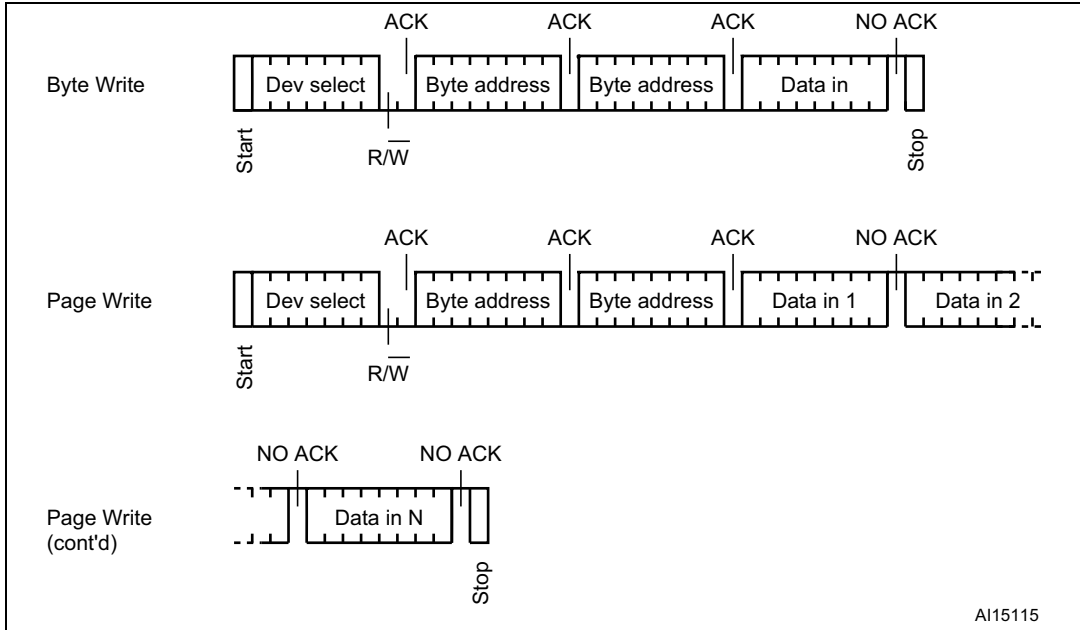 ACK ACK ACK NO ACK
Byte Write Dev select Byte address Byte address Data in
Start R/W̅ Stop
ACK ACK ACK NO ACK
Page Write Dev select Byte address Byte address Data in 1 Data in 2
Start R/W̅
NO ACK NO ACK
Page Write
(cont'd)
Data in N
Stop
AI15115